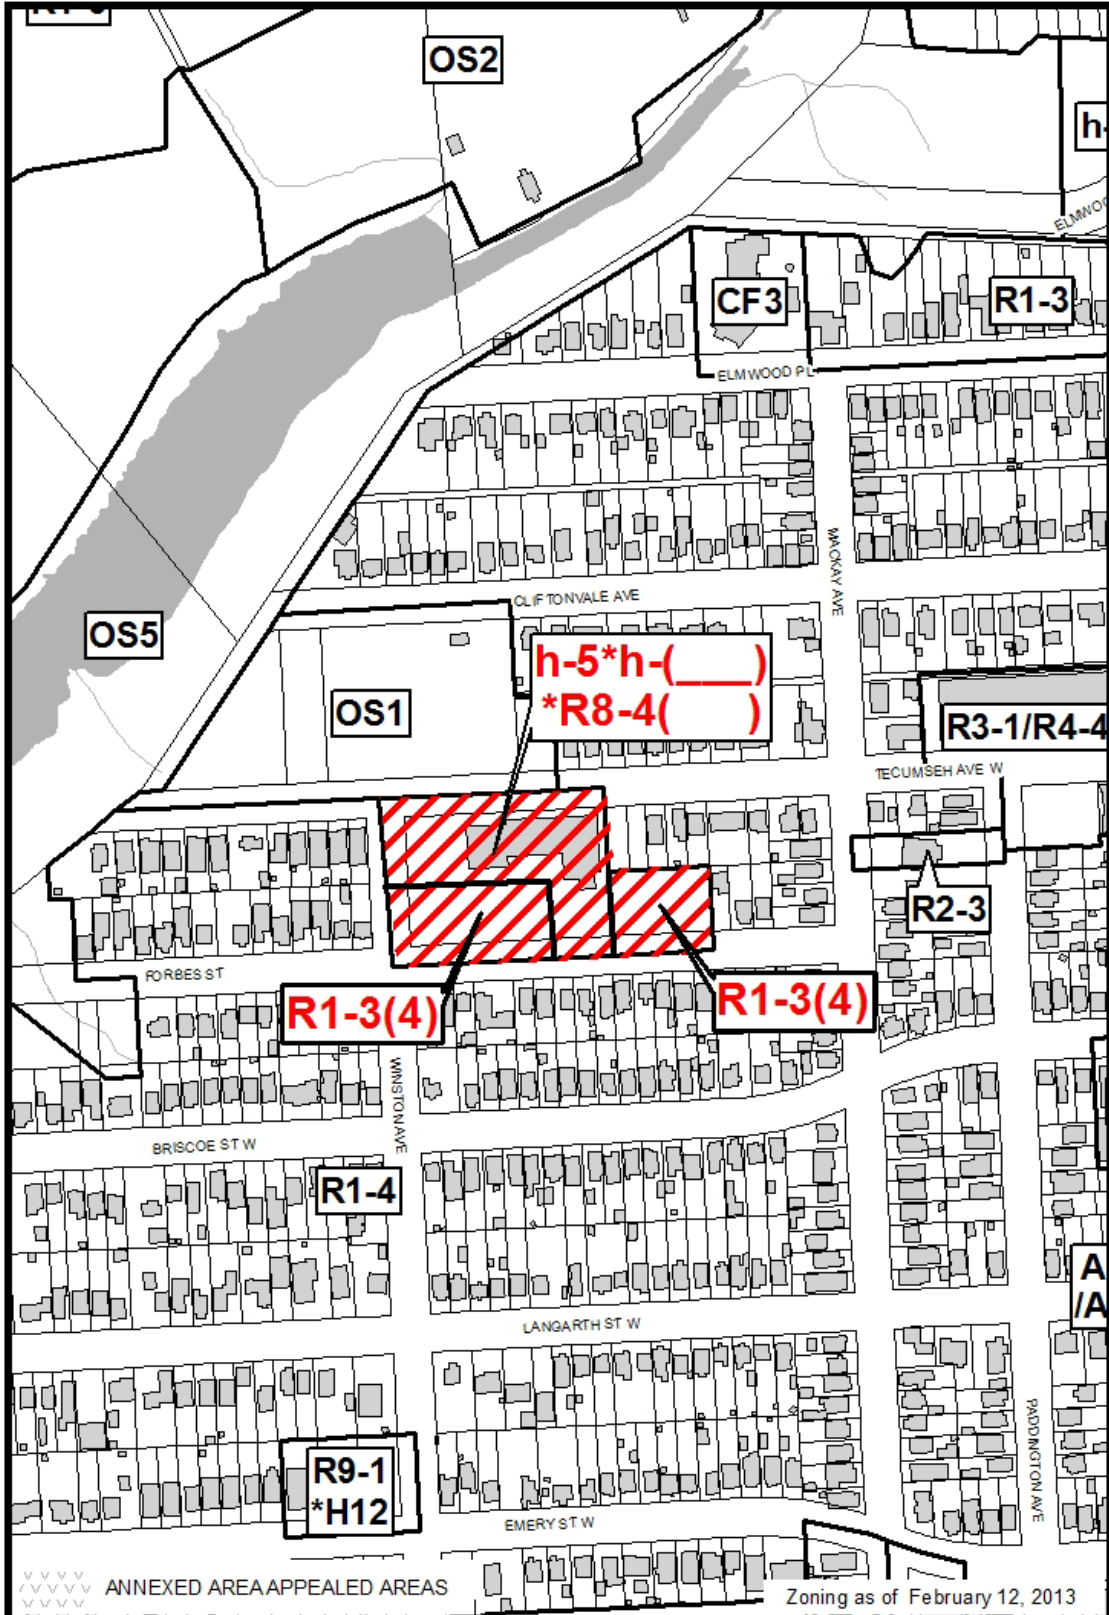 OS2
h-
ELMWOO
CF3
R1-3
ELMWOOD PL
MACKAY AVE
CLIFTONVALE AVE
OS5
h-5*h-(___)
*R8-4(   )
OS1
R3-1/R4-4
TECUMSEH AVE W
R2-3
FORBES ST
R1-3(4)
R1-3(4)
WINSTON AVE
BRISCOE ST W
R1-4
A
/A
LANGARTH ST W
PADDINGTON AVE
R9-1
*H12
EMERY ST W
ANNEXED AREA APPEALED AREAS
Zoning as of February 12, 2013